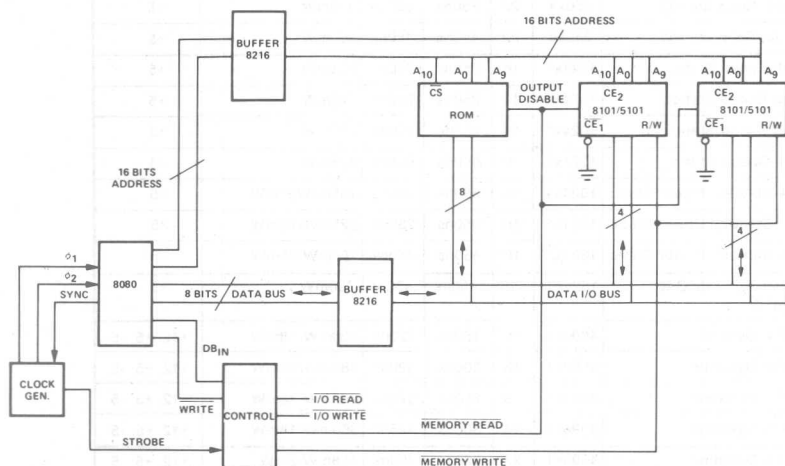 16 BITS ADDRESS
BUFFER
8216
A10 A0 A9
A10 A0 A9
A10 A0 A9
CS
ROM
OUTPUT
DISABLE
CE2
8101/5101
CE1 R/W
CE2
8101/5101
CE1 R/W
16 BITS
ADDRESS
8
4
4
ϕ1
ϕ2
SYNC
8080
8 BITS DATA BUS
BUFFER
8216
DATA I/O BUS
DBIN
CLOCK
GEN.
WRITE
CONTROL
I/O READ
I/O WRITE
STROBE
MEMORY READ
MEMORY WRITE